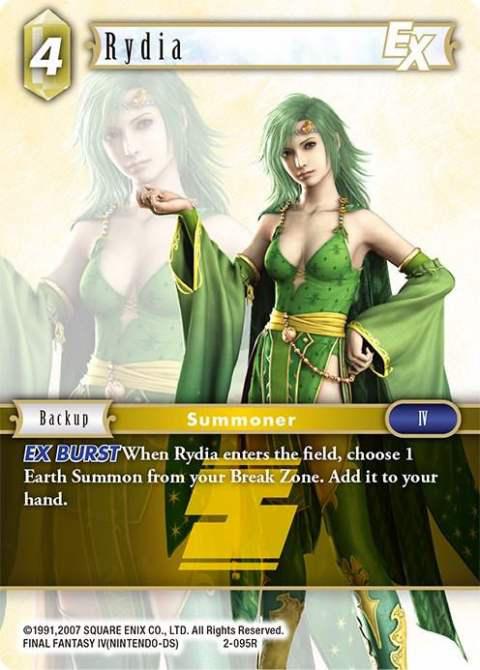 4
Rydia
EX
Backup
Summoner
IV
EX BURST When Rydia enters the field, choose 1
Earth Summon from your Break Zone. Add it to your
hand.
©1991,2007 SQUARE ENIX CO., LTD. All Rights Reserved.
FINAL FANTASY IV(NINTENDO-DS) 2-095R